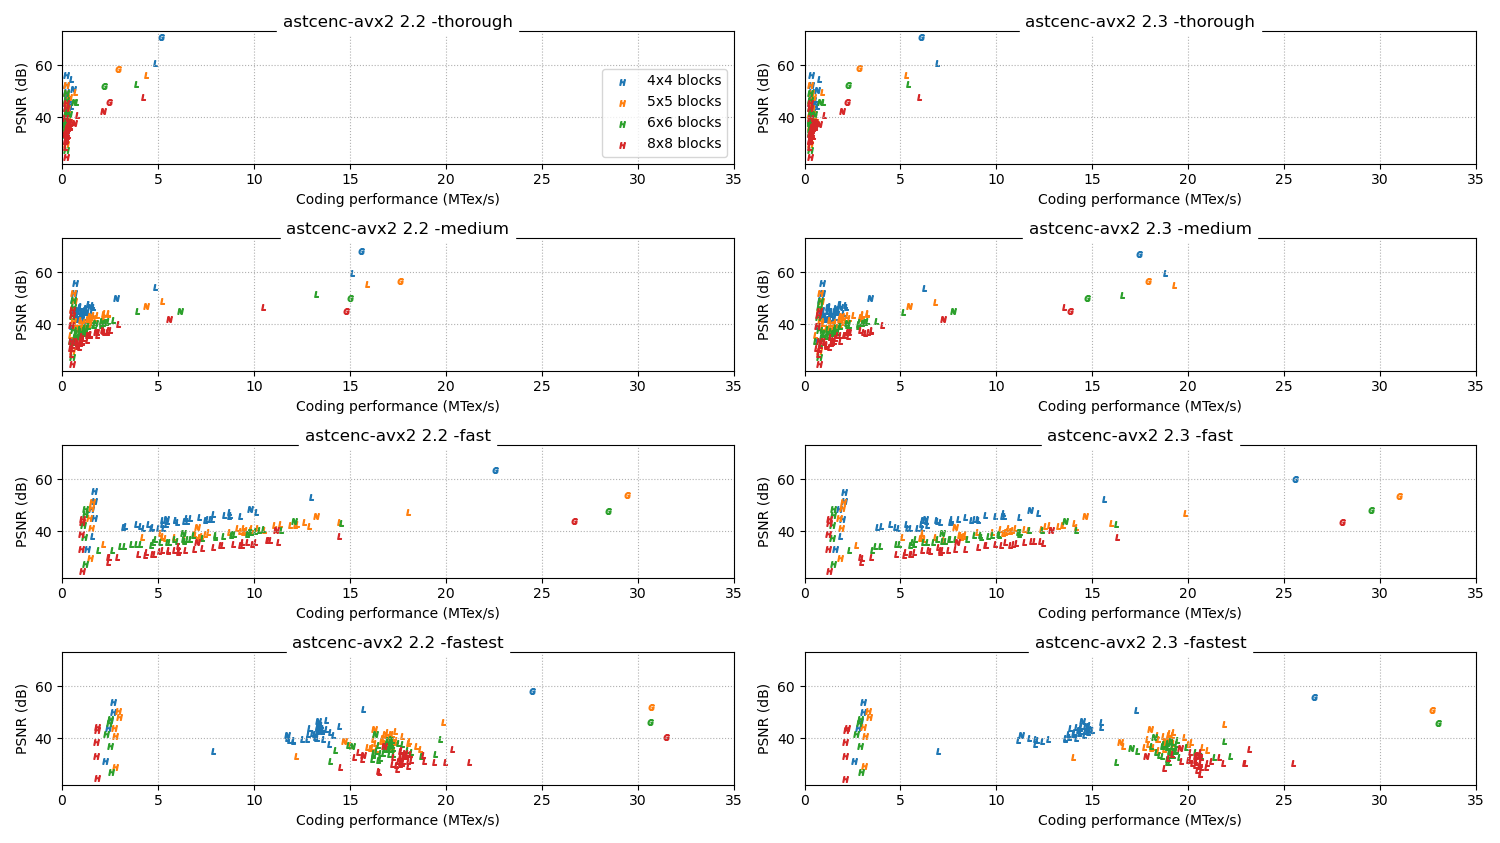 astcenc-avx2 2.2 -thorough
PSNR (dB)
60
40
H 4x4 blocks
H 5x5 blocks
H 6x6 blocks
H 8x8 blocks
0 5 10 15 20 25 30 35
Coding performance (MTex/s)
astcenc-avx2 2.3 -thorough
PSNR (dB)
60
40
0 5 10 15 20 25 30 35
Coding performance (MTex/s)
astcenc-avx2 2.2 -medium
PSNR (dB)
60
40
0 5 10 15 20 25 30 35
Coding performance (MTex/s)
astcenc-avx2 2.3 -medium
PSNR (dB)
60
40
0 5 10 15 20 25 30 35
Coding performance (MTex/s)
astcenc-avx2 2.2 -fast
PSNR (dB)
60
40
0 5 10 15 20 25 30 35
Coding performance (MTex/s)
astcenc-avx2 2.3 -fast
PSNR (dB)
60
40
0 5 10 15 20 25 30 35
Coding performance (MTex/s)
astcenc-avx2 2.2 -fastest
PSNR (dB)
60
40
0 5 10 15 20 25 30 35
Coding performance (MTex/s)
astcenc-avx2 2.3 -fastest
PSNR (dB)
60
40
0 5 10 15 20 25 30 35
Coding performance (MTex/s)